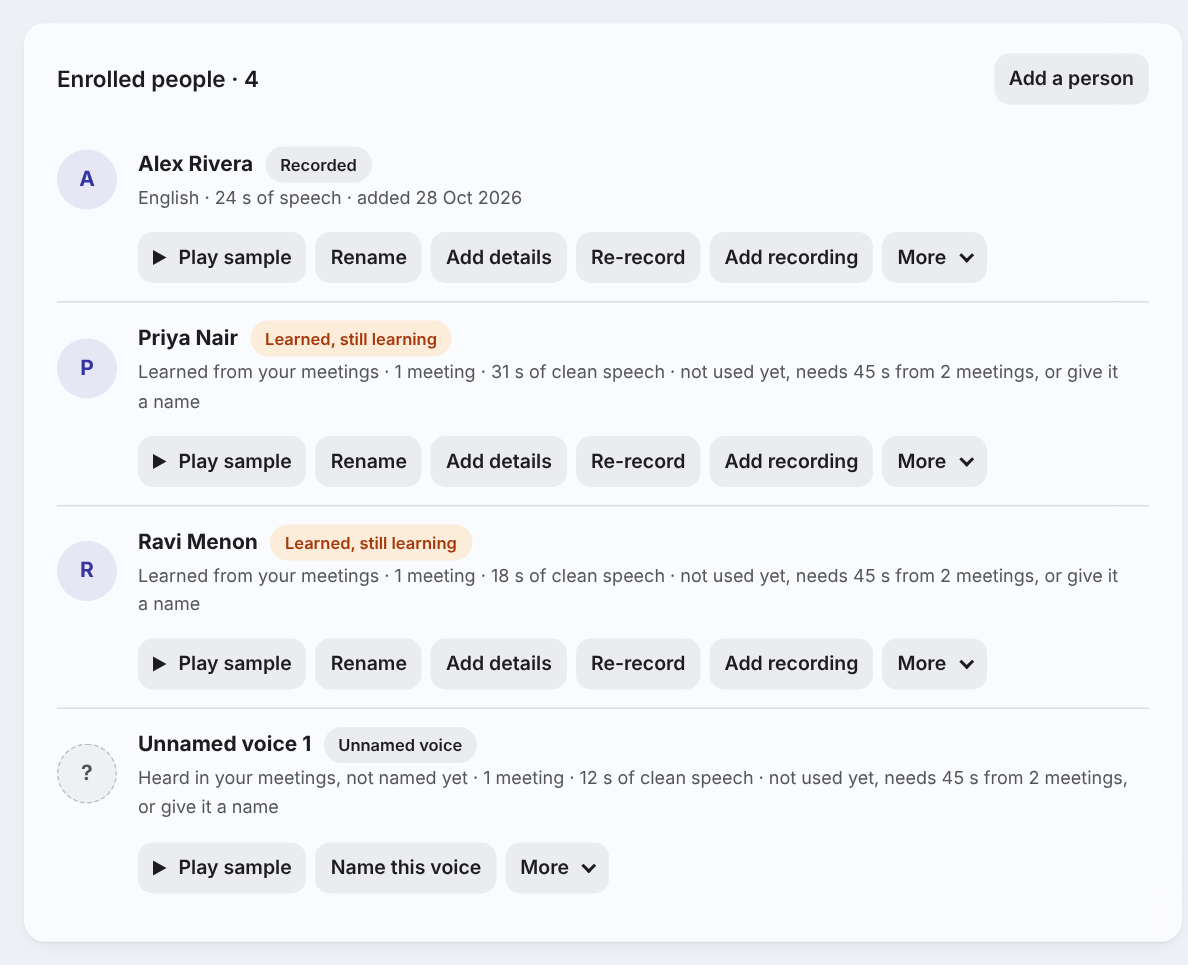 Enrolled people · 4
Add a person
A
Alex Rivera
Recorded
English · 24 s of speech · added 28 Oct 2026
Play sample
Rename
Add details
Re-record
Add recording
More
P
Priya Nair
Learned, still learning
Learned from your meetings · 1 meeting · 31 s of clean speech · not used yet, needs 45 s from 2 meetings, or give it
a name
Play sample
Rename
Add details
Re-record
Add recording
More
R
Ravi Menon
Learned, still learning
Learned from your meetings · 1 meeting · 18 s of clean speech · not used yet, needs 45 s from 2 meetings, or give it
a name
Play sample
Rename
Add details
Re-record
Add recording
More
?
Unnamed voice 1
Unnamed voice
Heard in your meetings, not named yet · 1 meeting · 12 s of clean speech · not used yet, needs 45 s from 2 meetings,
or give it a name
Play sample
Name this voice
More